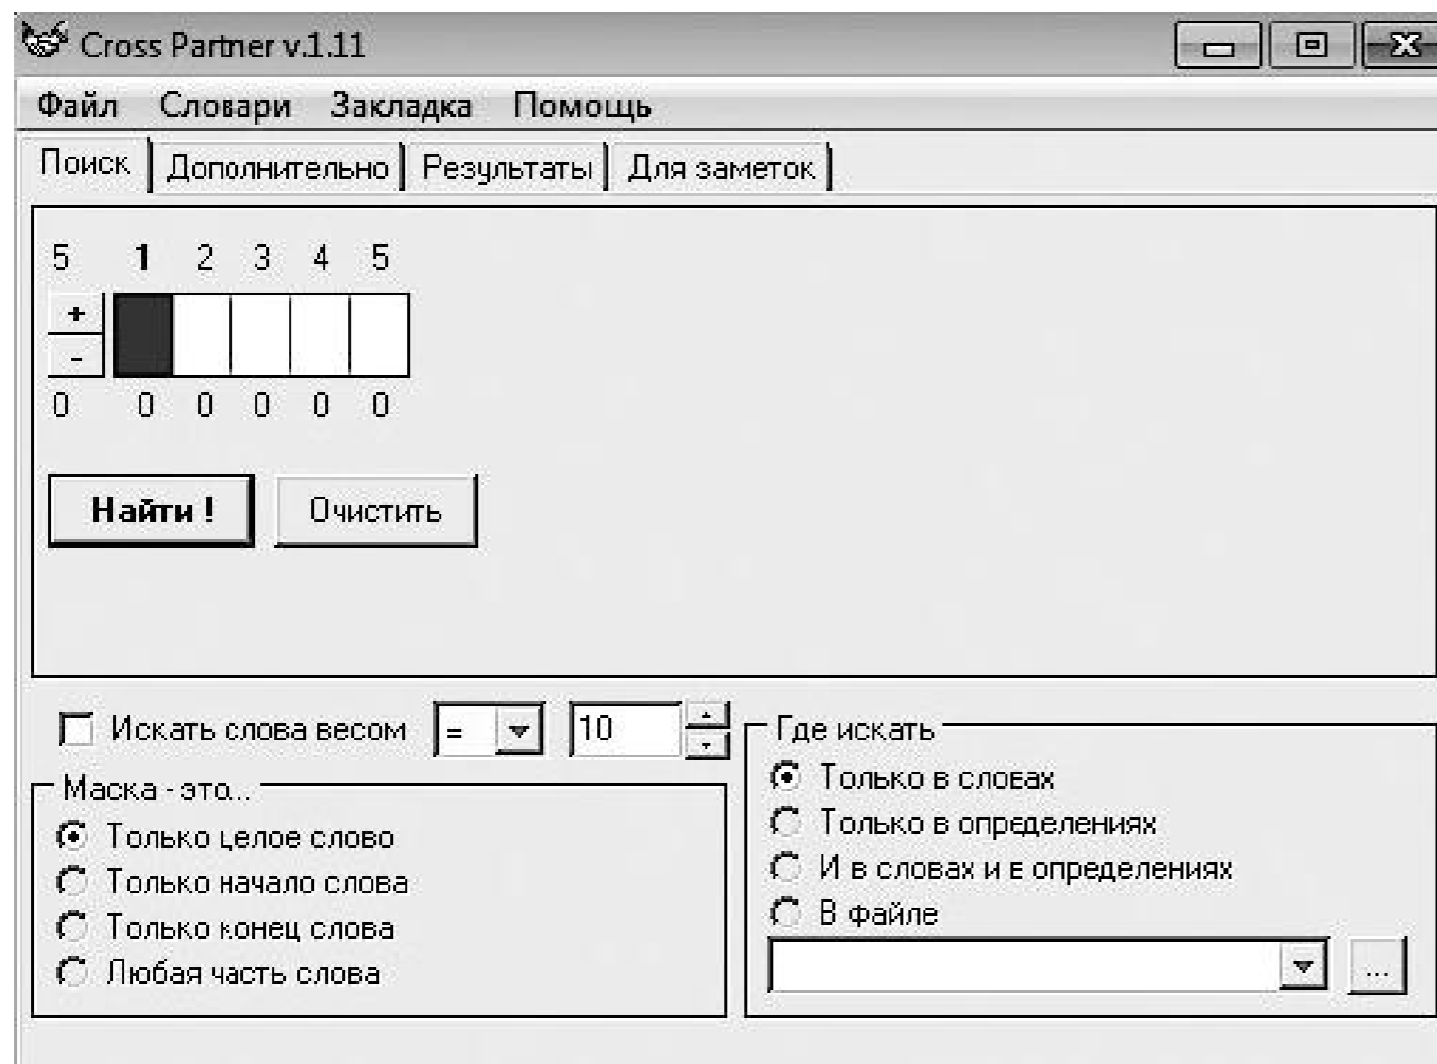 Cross Partner v.1.11
Файл Словари Закладка Помощь
Поиск Дополнительно Результаты Для заметок
5 1 2 3 4 5
+
-
0 0 0 0 0 0
Найти ! Очистить
Искать слова весом = 10
Где искать
Только в словах
Только в определениях
И в словах и в определениях
В файле
...
Маска - это...
Только целое слово
Только начало слова
Только конец слова
Любая часть слова